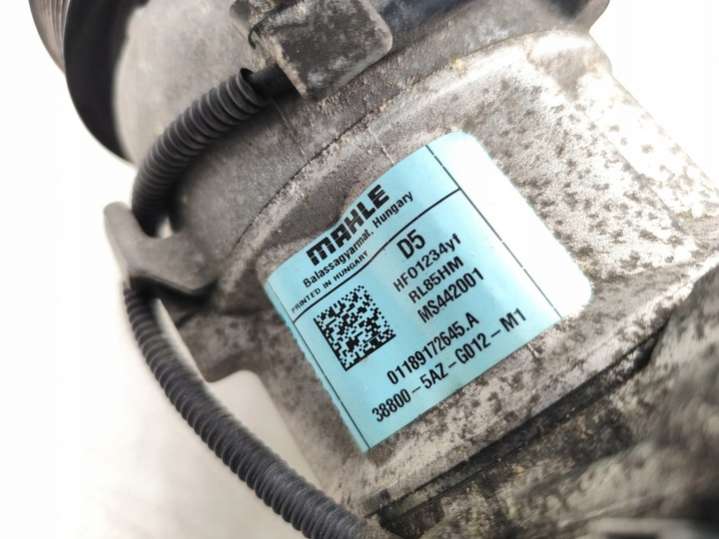 MAHLE
Balassagyarmat, Hungary
PRINTED IN HUNGARY
D5
HFO1234yf
RL85HM
MS442001
01189172645.A
38800-5AZ-G012-M1